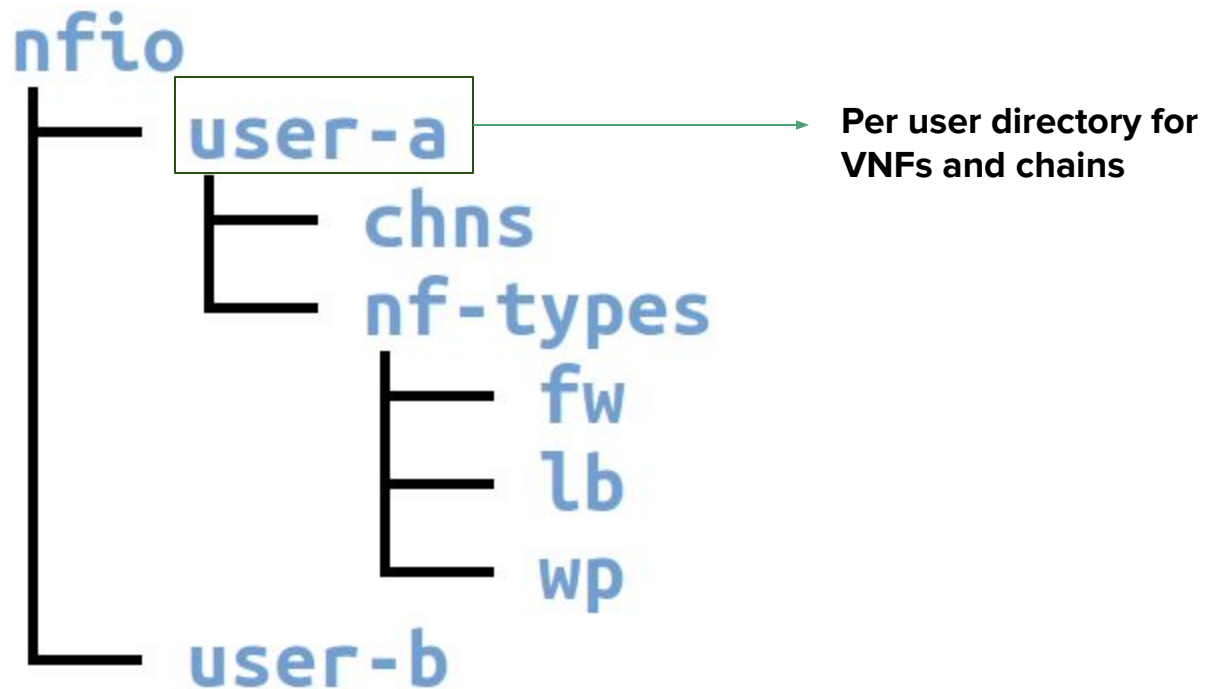 nfio
user-a
Per user directory for
VNFs and chains
chns
nf-types
fw
lb
wp
user-b